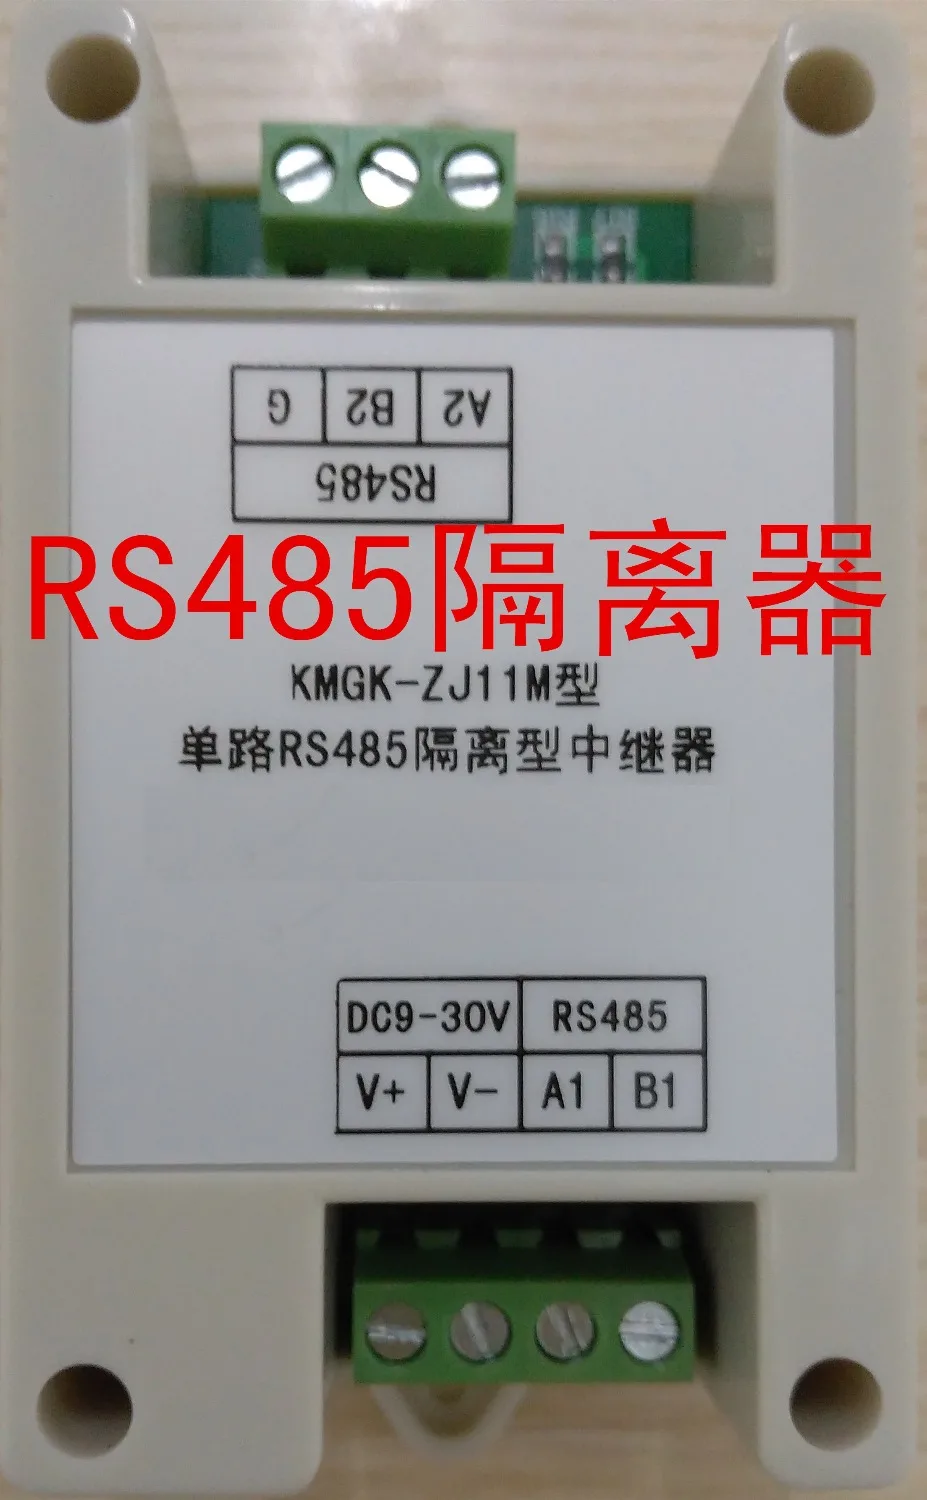 G B2 A2
RS485
RS485隔离器
KMGK-ZJ11M型
单路RS485隔离型中继器
DC9-30V RS485
V+ V- A1 B1